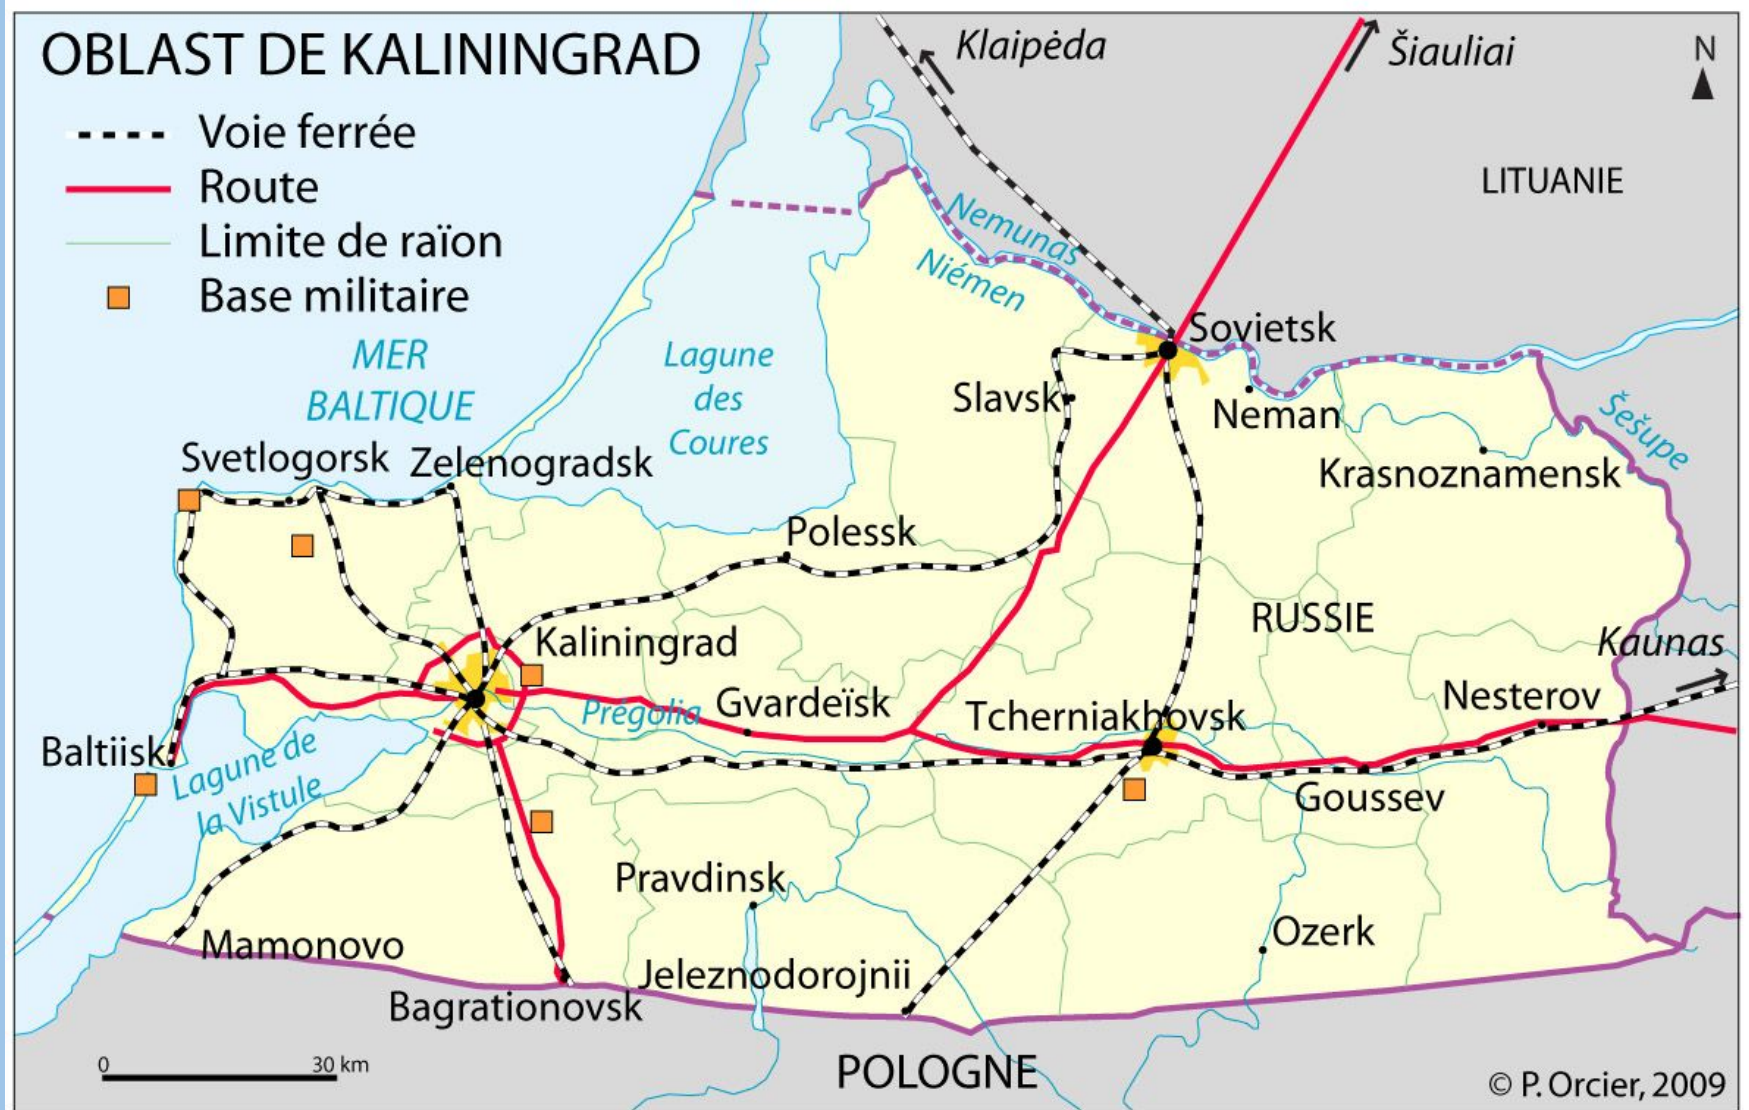 OBLAST DE KALININGRAD
Voie ferrée
Route
Limite de raïon
Base militaire
Klaipėda
Šiauliai
N
LITUANIE
Nemunas
Niémen
MER
BALTIQUE
Lagune
des
Coures
Sovietsk
Slavsk
Neman
Šešupe
Krasnoznamensk
Svetlogorsk
Zelenogradsk
Polessk
RUSSIE
Kaliningrad
Kaunas
Prégolia
Gvardeïsk
Tcherniakhovsk
Nesterov
Baltiisk
Lagune de
la Vistule
Goussev
Pravdinsk
Ozerk
Mamonovo
Jeleznodorojnii
Bagrationovsk
0
30 km
POLOGNE
© P. Orcier, 2009